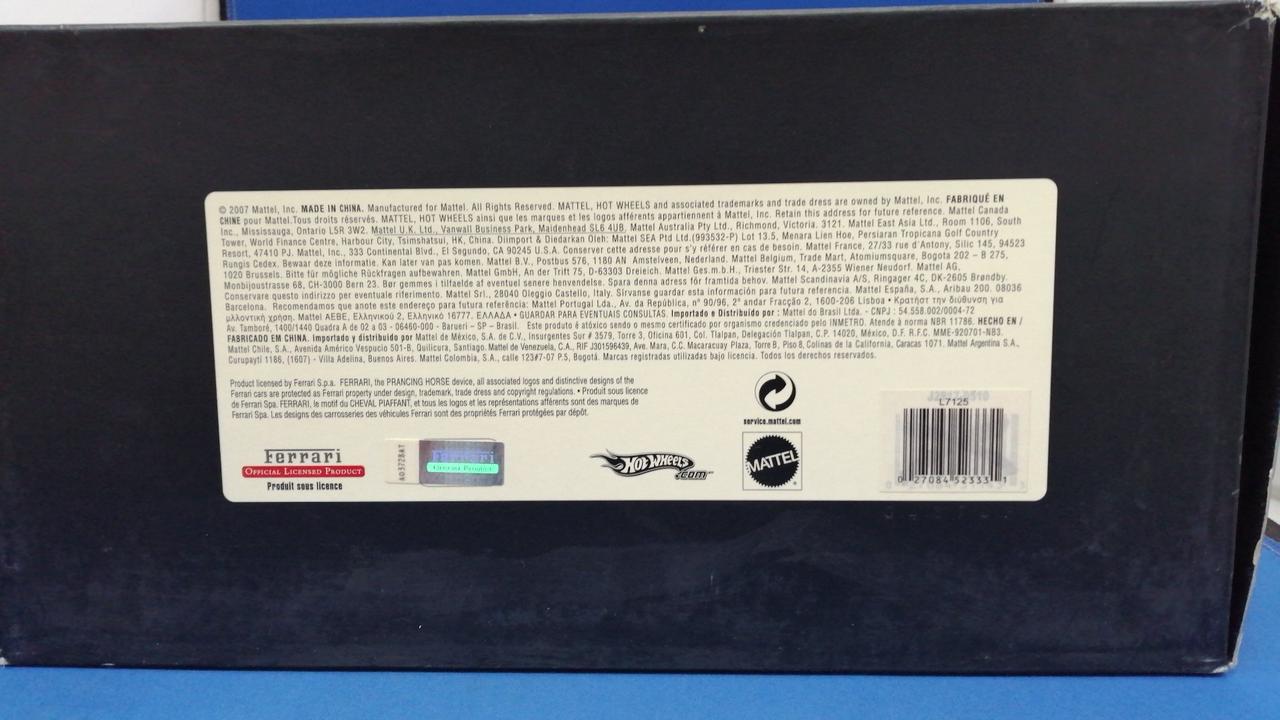 © 2007 Mattel, Inc. MADE IN CHINA. Manufactured for Mattel. All Rights Reserved. MATTEL, HOT WHEELS and associated trademarks and trade dress are owned by Mattel, Inc. FABRIQUÉ EN
CHINE pour Mattel.Tous droits réservés. MATTEL, HOT WHEELS ainsi que les marques et les logos afférents appartiennent à Mattel, Inc. Retain this address for future reference. Mattel Canada
Inc., Mississauga, Ontario L5R 3W2. Mattel U.K. Ltd., Vanwall Business Park, Maidenhead SL6 4UB. Mattel Australia Pty Ltd., Richmond, Victoria. 3121. Mattel East Asia Ltd., Room 1106, South
Tower, World Finance Centre, Harbour City, Tsimshatsui, HK, China. Diimport & Diedarkan Oleh: Mattel SEA Ptd Ltd.(993532-P) Lot 13.5, Menara Lien Hoe, Persiaran Tropicana Golf Country
Resort, 47410 PJ. Mattel, Inc., 333 Continental Blvd., El Segundo, CA 90245 U.S.A. Conserver cette adresse pour s'y référer en cas de besoin. Mattel France, 27/33 rue d'Antony, Silic 145, 94523
Rungis Cedex. Bewaar deze informatie. Kan later van pas komen. Mattel B.V., Postbus 576, 1180 AN Amstelveen, Nederland. Mattel Belgium, Trade Mart, Atomiumsquare, Bogota 202 – B 275,
1020 Brussels. Bitte für mögliche Rückfragen aufbewahren. Mattel GmbH, An der Trift 75, D-63303 Dreieich. Mattel Ges.m.b.H., Triester Str. 14, A-2355 Wiener Neudorf. Mattel AG,
Monbijoustrasse 68, CH-3000 Bern 23. Bør gemmes i tilfælde af eventuel senere henvendelse. Spara denna adress för framtida behov. Mattel Scandinavia A/S, Ringager 4C, DK-2605 Brøndby.
Conservare questo indirizzo per eventuale riferimento. Mattel Srl., 28040 Oleggio Castello, Italy. Sírvanse guardar esta información para futura referencia. Mattel España, S.A., Aribau 200. 08036
Barcelona. Recomendamos que anote este endereço para futura referência: Mattel Portugal Lda., Av. da República, nº 90/96, 2º andar Fracção 2, 1600-206 Lisboa • Κρατήστ την διύθυνση για
μλλοντική χρήση. Mattel AEBE, Ελληνικού 2, Ελληνικό 16777. ΕΛΛΑΔΑ • GUARDAR PARA EVENTUAIS CONSULTAS. Importado e Distribuido por : Mattel do Brasil Ltda. - CNPJ : 54.558.002/0004-72
Av. Tamboré, 1400/1440 Quadra A de 02 a 03 - 06460-000 - Barueri – SP – Brasil. Este produto é atóxico sendo o mesmo certificado por organismo credenciado pelo INMETRO. Atende à norma NBR 11786. HECHO EN /
FABRICADO EM CHINA. Importado y distribuido por Mattel de México, S.A. de C.V., Insurgentes Sur # 3579, Torre 3, Oficina 601, Col. Tlalpan, Delegación Tlalpan, C.P. 14020, México, D.F. R.F.C. MME-920701-NB3.
Mattel Chile, S.A., Avenida Américo Vespucio 501-B, Quilicura, Santiago. Mattel de Venezuela, C.A., RIF J301596439, Ave. Mara, C.C. Macaracuay Plaza, Torre B, Piso 8, Colinas de la California, Caracas 1071. Mattel Argentina S.A.,
Curupaytí 1186, (1607) - Villa Adelina, Buenos Aires. Mattel Colombia, S.A., calle 123#7-07 P.5, Bogotá. Marcas registradas utilizadas bajo licencia. Todos los derechos reservados.
Product licensed by Ferrari S.p.a. FERRARI, the PRANCING HORSE device, all associated logos and distinctive designs of the
Ferrari cars are protected as Ferrari property under design, trademark, trade dress and copyright regulations. • Produit sous licence
de Ferrari Spa. FERRARI, le motif du CHEVAL PIAFFANT, et tous les logos et les représentations afférents sont des marques de
Ferrari Spa. Les designs des carrosseries des véhicules Ferrari sont des propriétés Ferrari protégées par dépôt.
service.mattel.com
Ferrari
OFFICIAL LICENSED PRODUCT
Produit sous licence
Ferrari
HOT WHEELS
.com
MATTEL
L7125
0 27084 52333 1